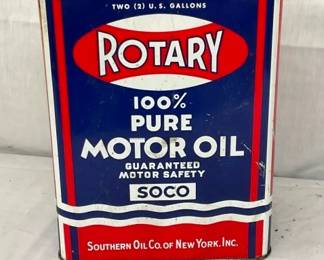 TWO (2) U.S. GALLONS
ROTARY
100%
PURE
MOTOR OIL
GUARANTEED
MOTOR SAFETY
SOCO
SOUTHERN OIL CO. OF NEW YORK. INC.